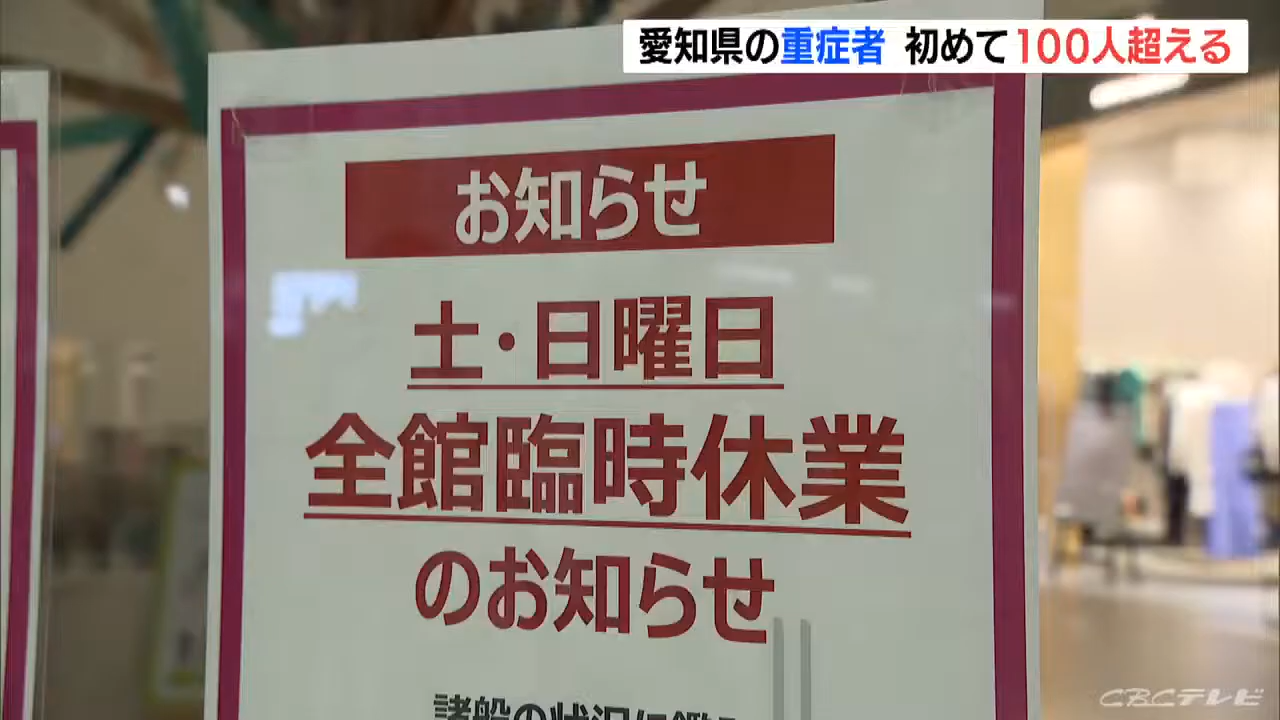 愛知県の重症者 初めて100人超える
お知らせ
土・日曜日
全館臨時休業
のお知らせ
諸般の状況に鑑み
CBCテレビ